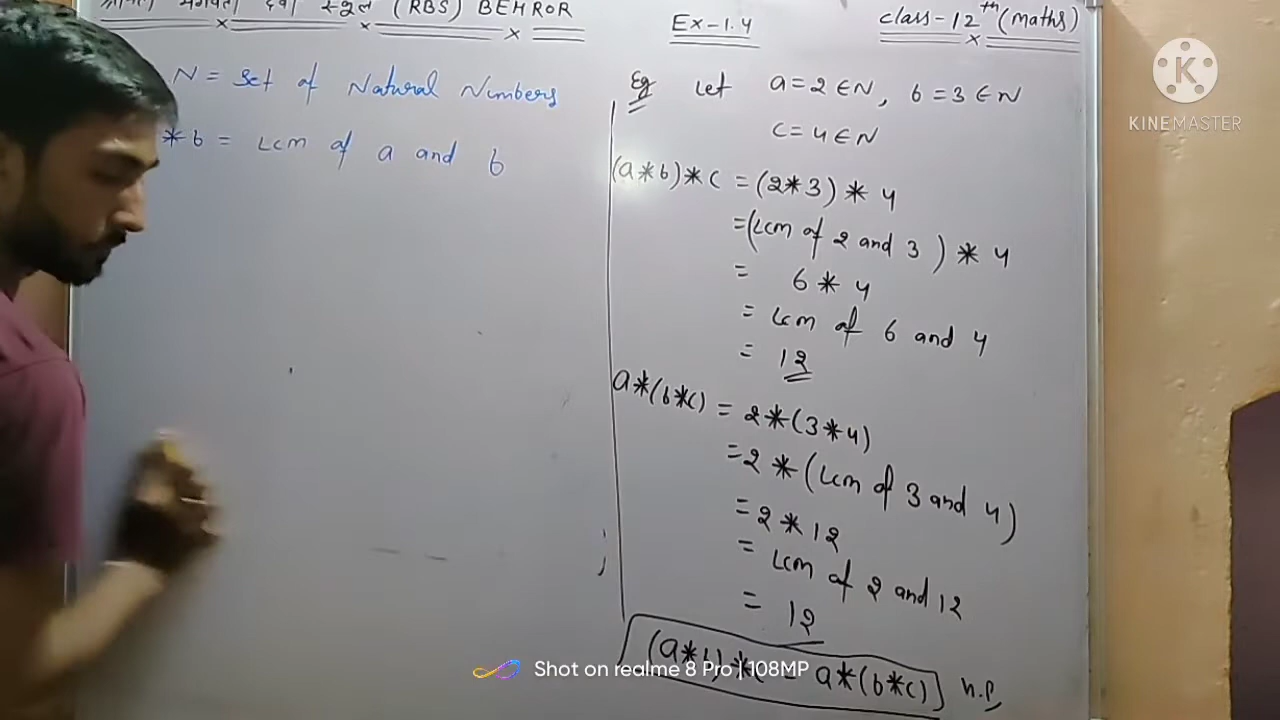 (RBS) BEHROR
Ex-1.4
class-12th (maths)
N = Set of Natural Numbers
*b = Lcm of a and b
Eg Let a=2∈N, b=3∈N
c=4∈N
(a*b)*c = (2*3)*4
=(Lcm of 2 and 3)*4
= 6*4
= Lcm of 6 and 4
= 12
a*(b*c) = 2*(3*4)
=2*(Lcm of 3 and 4)
=2*12
= Lcm of 2 and 12
= 12
(a*b)*c = a*(b*c) h.p.
KINEMASTER
Shot on realme 8 Pro | 108MP